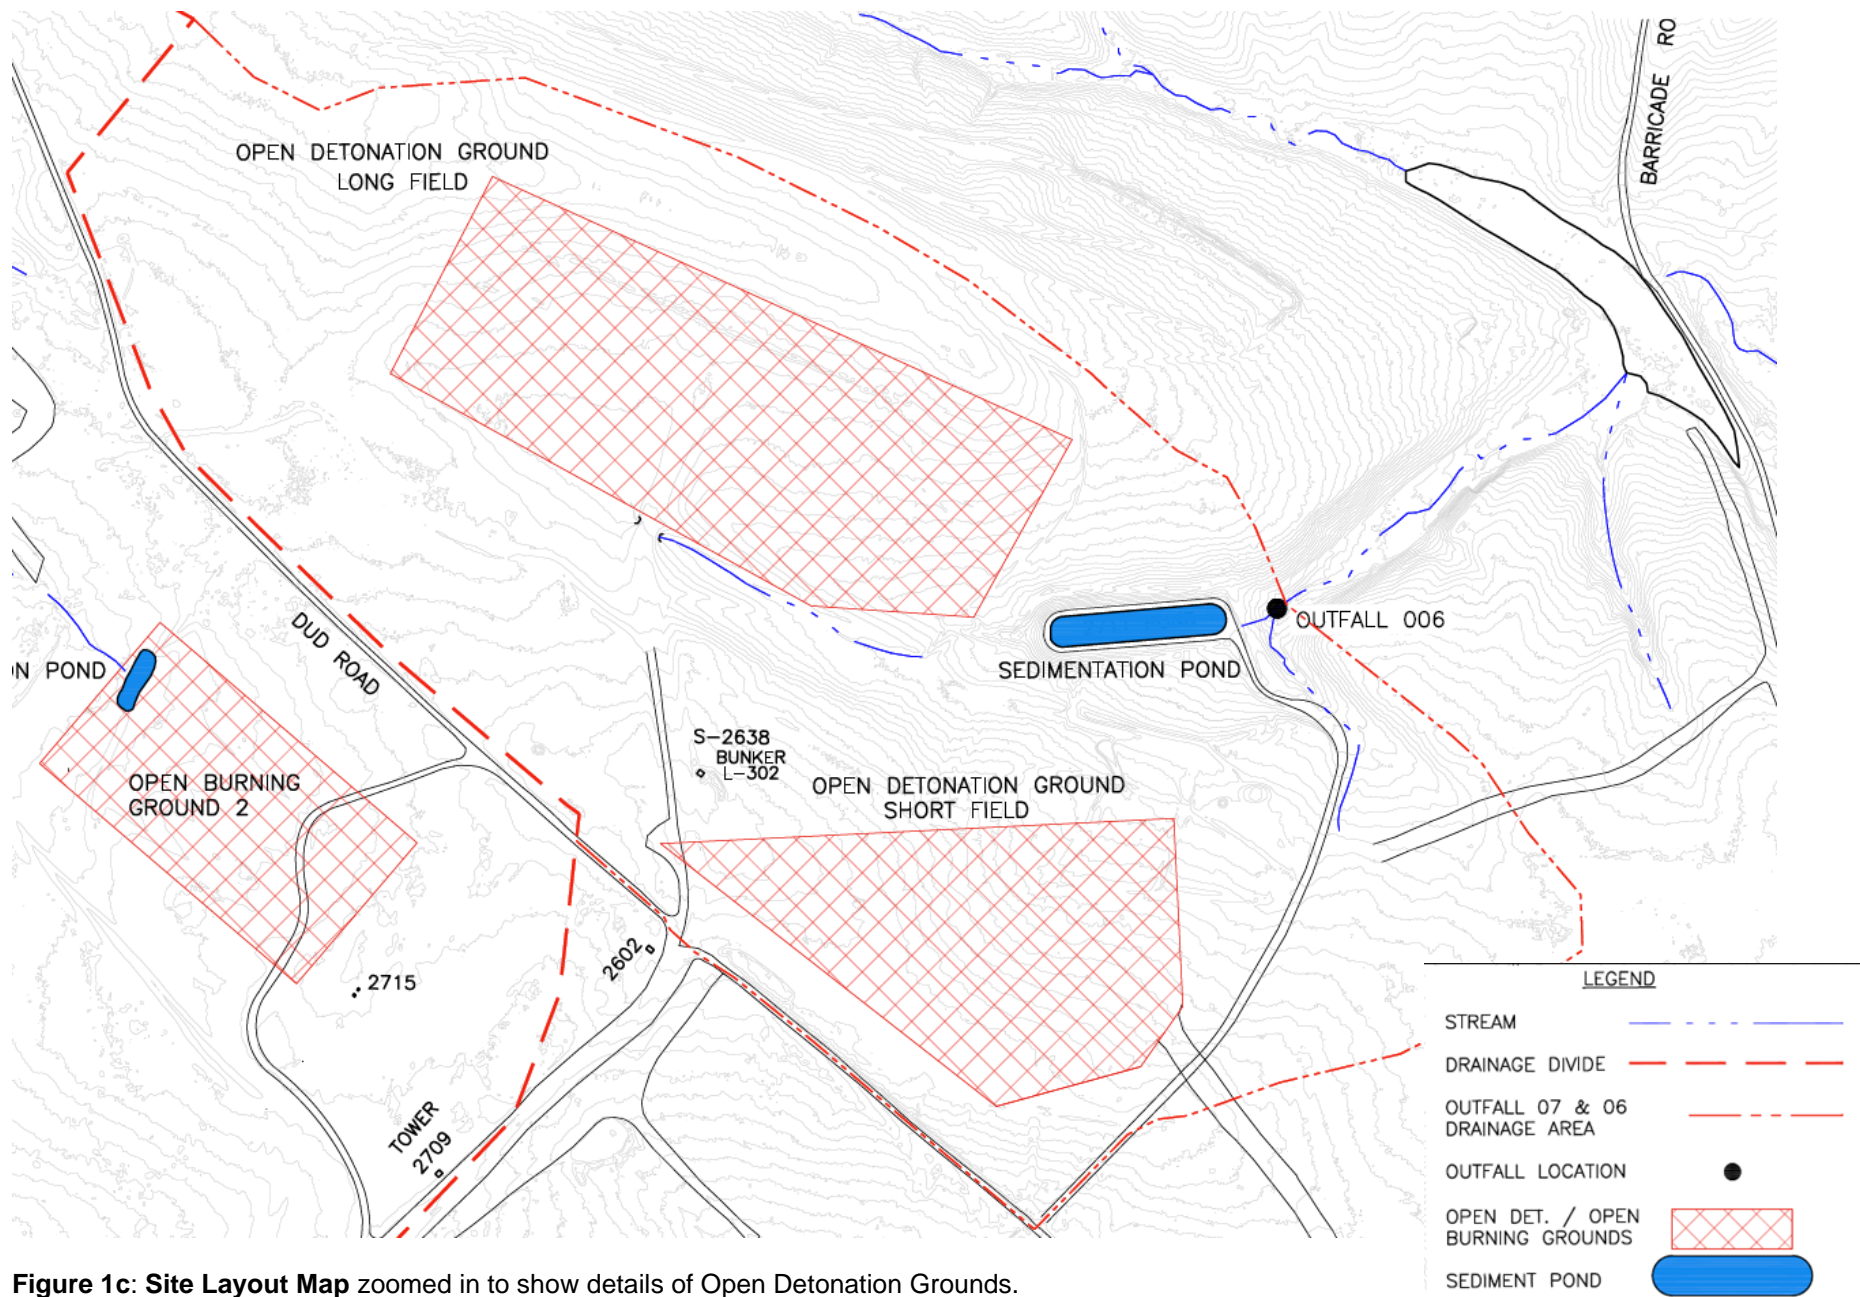 BARRICADE RO
OPEN DETONATION GROUND
LONG FIELD
DUD ROAD
OUTFALL 006
SEDIMENTATION POND
N POND
OPEN BURNING
GROUND 2
S-2638
BUNKER
L-302
OPEN DETONATION GROUND
SHORT FIELD
2602
2715
TOWER
2709
LEGEND
STREAM
DRAINAGE DIVIDE
OUTFALL 07 & 06
DRAINAGE AREA
OUTFALL LOCATION
OPEN DET. / OPEN
BURNING GROUNDS
SEDIMENT POND
Figure 1c: Site Layout Map zoomed in to show details of Open Detonation Grounds.